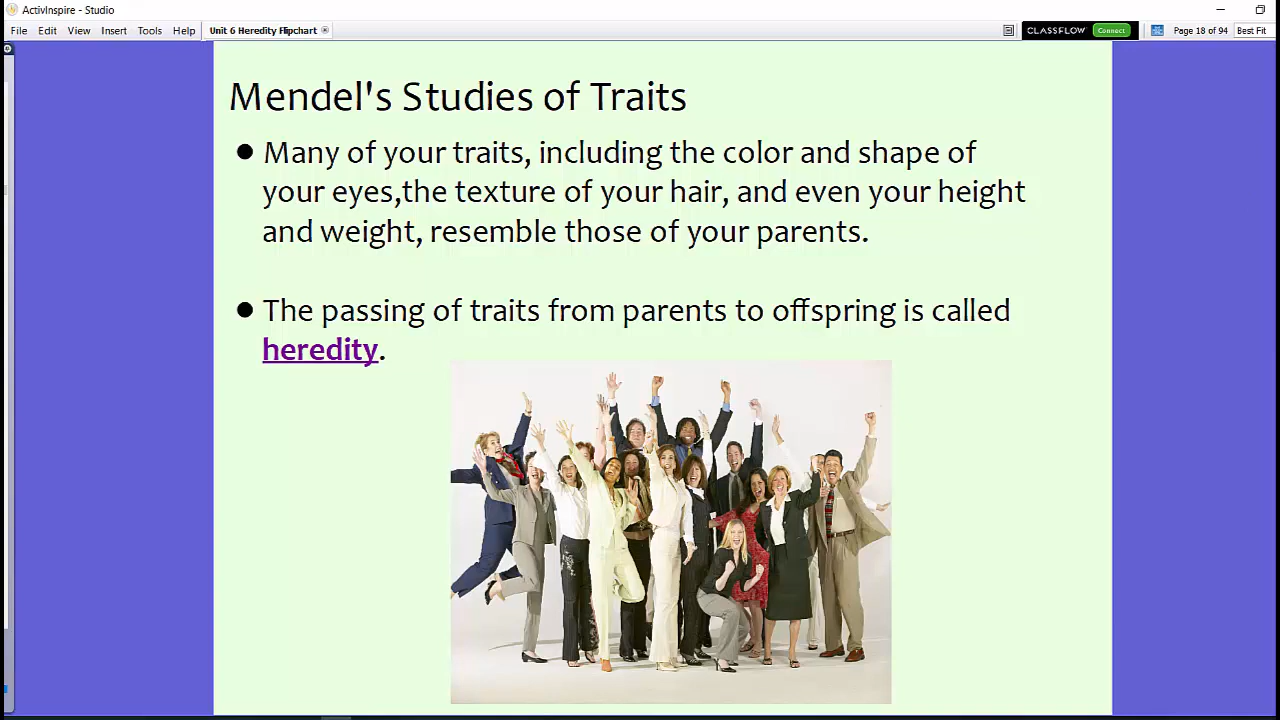 ActivInspire - Studio
File Edit View Insert Tools Help Unit 6 Heredity Flipchart CLASSFLOW Connect Page 18 of 94 Best Fit
Mendel's Studies of Traits
● Many of your traits, including the color and shape of
your eyes,the texture of your hair, and even your height
and weight, resemble those of your parents.
● The passing of traits from parents to offspring is called
heredity.